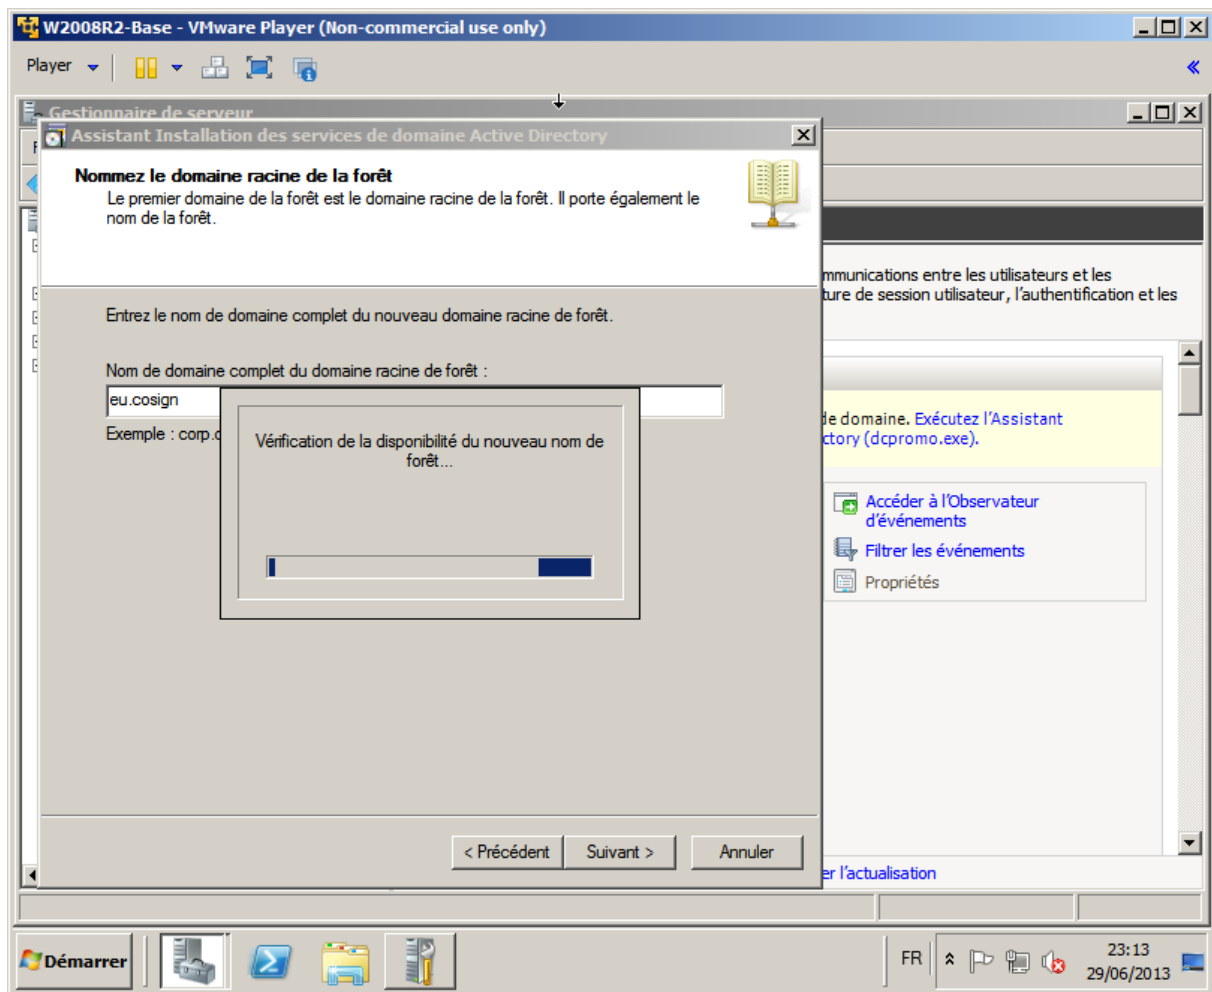 W2008R2-Base - VMware Player (Non-commercial use only)
Player
Gestionnaire de serveur
Assistant Installation des services de domaine Active Directory
Nommez le domaine racine de la forêt
Le premier domaine de la forêt est le domaine racine de la forêt. Il porte également le
nom de la forêt.
mmunications entre les utilisateurs et les
ture de session utilisateur, l'authentification et les
Entrez le nom de domaine complet du nouveau domaine racine de forêt.
Nom de domaine complet du domaine racine de forêt :
eu.cosign
Exemple : corp.c
Vérification de la disponibilité du nouveau nom de
forêt...
de domaine. Exécutez l'Assistant
ctory (dcpromo.exe).
Accéder à l'Observateur
d'événements
Filtrer les événements
Propriétés
< Précédent
Suivant >
Annuler
er l'actualisation
Démarrer
FR
23:13
29/06/2013